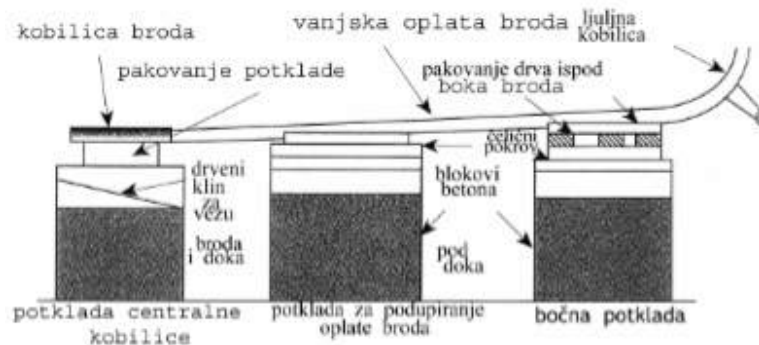 kobilica broda
vanjska oplata broda
ljuljna
kobilica
pakovanje potklade
pakovanje drva ispod
boka broda
čelični
pokrov
drveni
klin
za
vezu
broda
i doka
blokovi
betona
pod
doka
potklada centralne
kobilice
potklada za podupiranje
oplate broda
bočna potklada